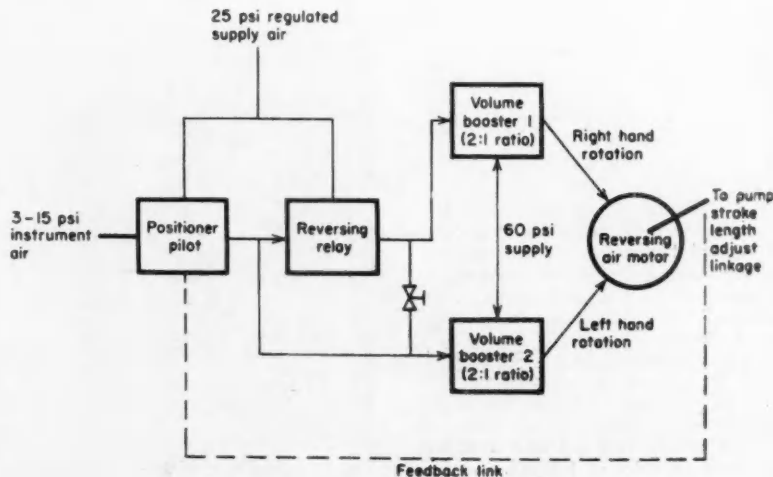 25 psi regulated
supply air
Volume
booster 1
(2:1 ratio)
Right hand
rotation
3-15 psi
instrument
air
Positioner
pilot
Reversing
relay
60 psi
supply
Reversing
air motor
To pump
stroke
length
adjust
linkage
Volume
booster 2
(2:1 ratio)
Left hand
rotation
Feedback link